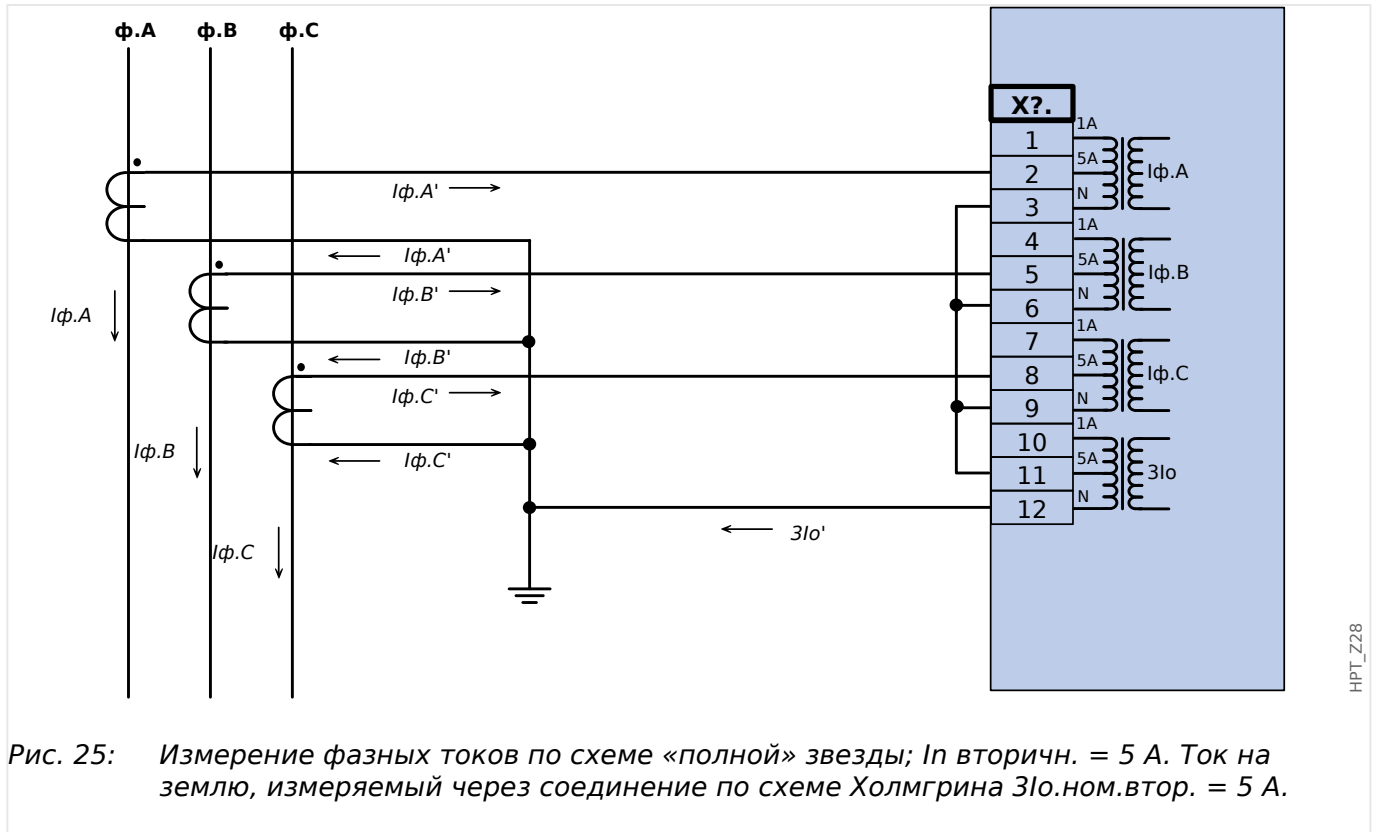 ф.A ф.B ф.C
X?.
1
2
3
4
5
6
7
8
9
10
11
12
1A
5A
N
Iф.A
1A
5A
N
Iф.B
1A
5A
N
Iф.C
1A
5A
N
3Io
Iф.A'
Iф.A'
Iф.B'
Iф.B'
Iф.C'
Iф.C'
3Io'
Iф.A
Iф.B
Iф.C
HPT_Z28
Рис. 25: Измерение фазных токов по схеме «полной» звезды; In вторичн. = 5 А. Ток на
землю, измеряемый через соединение по схеме Холмгрина 3Io.ном.втор. = 5 А.